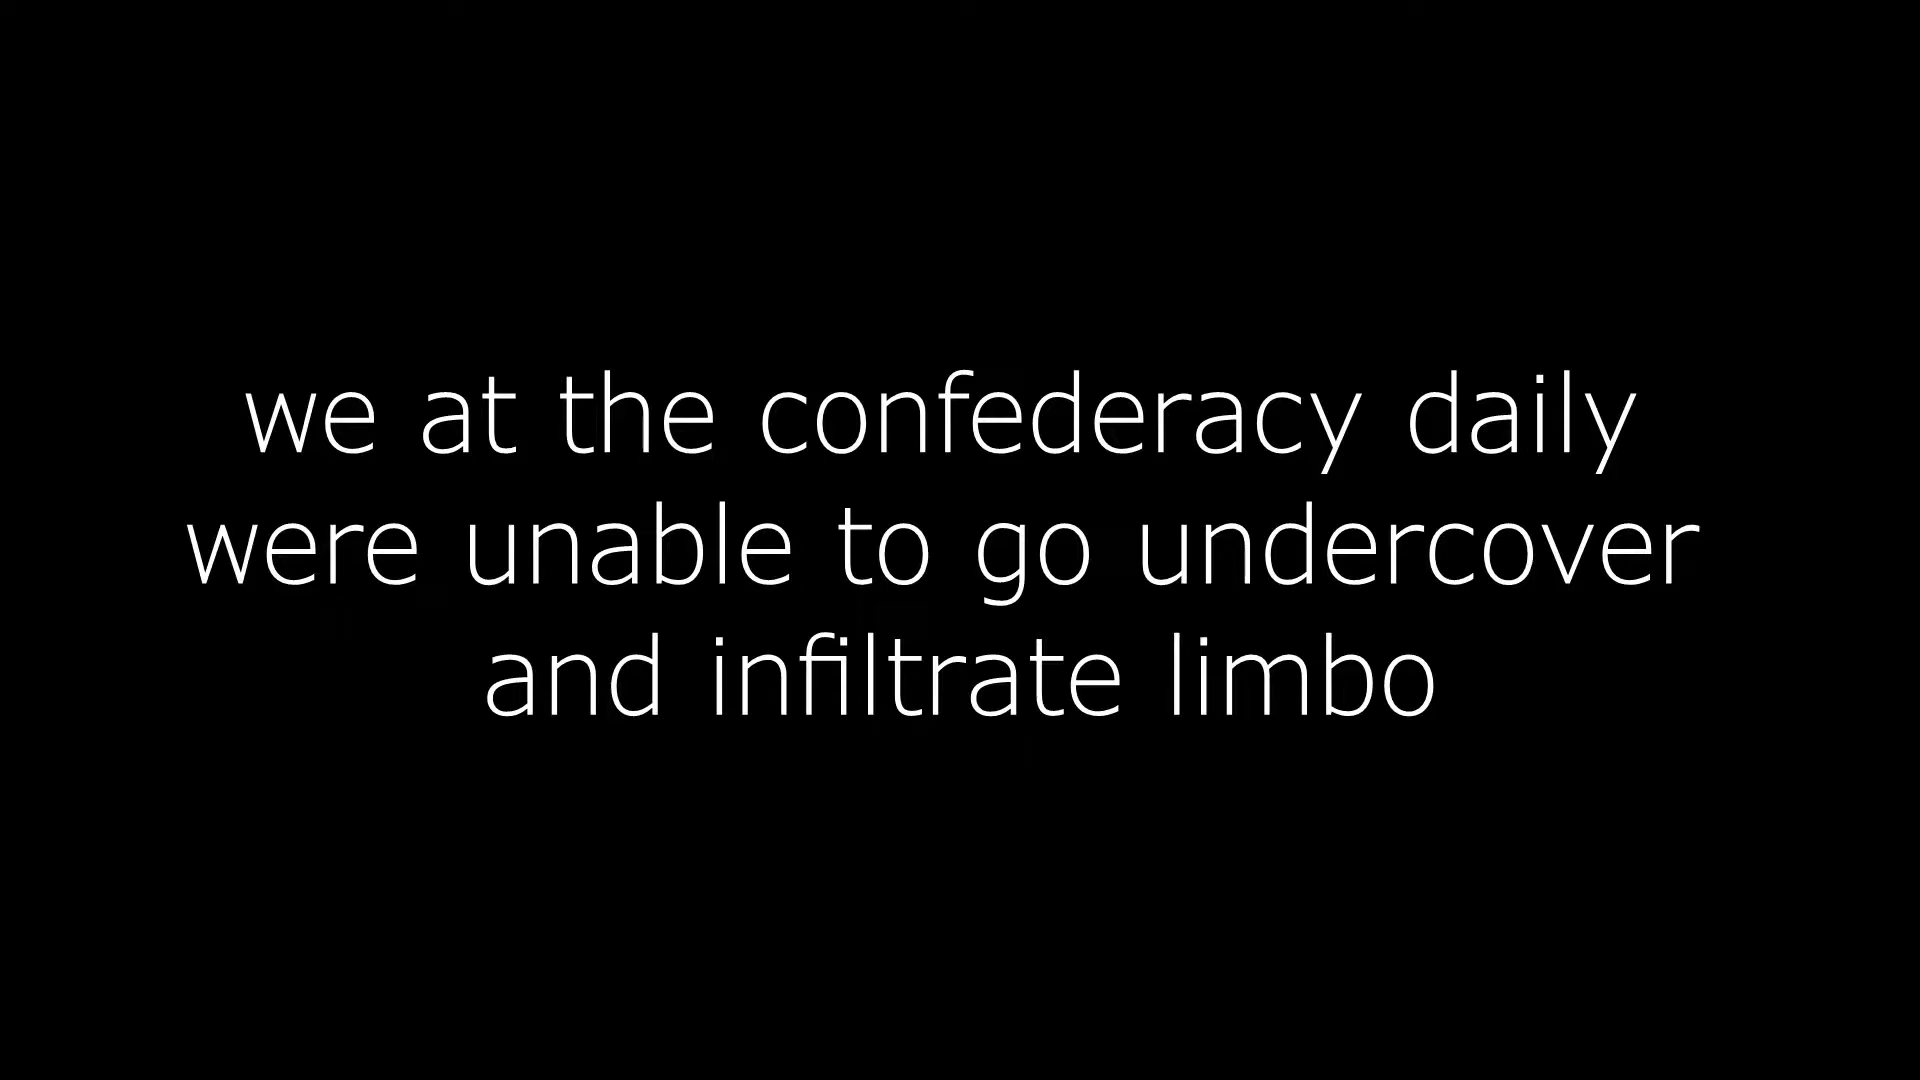 we at the confederacy daily
were unable to go undercover
and infiltrate limbo